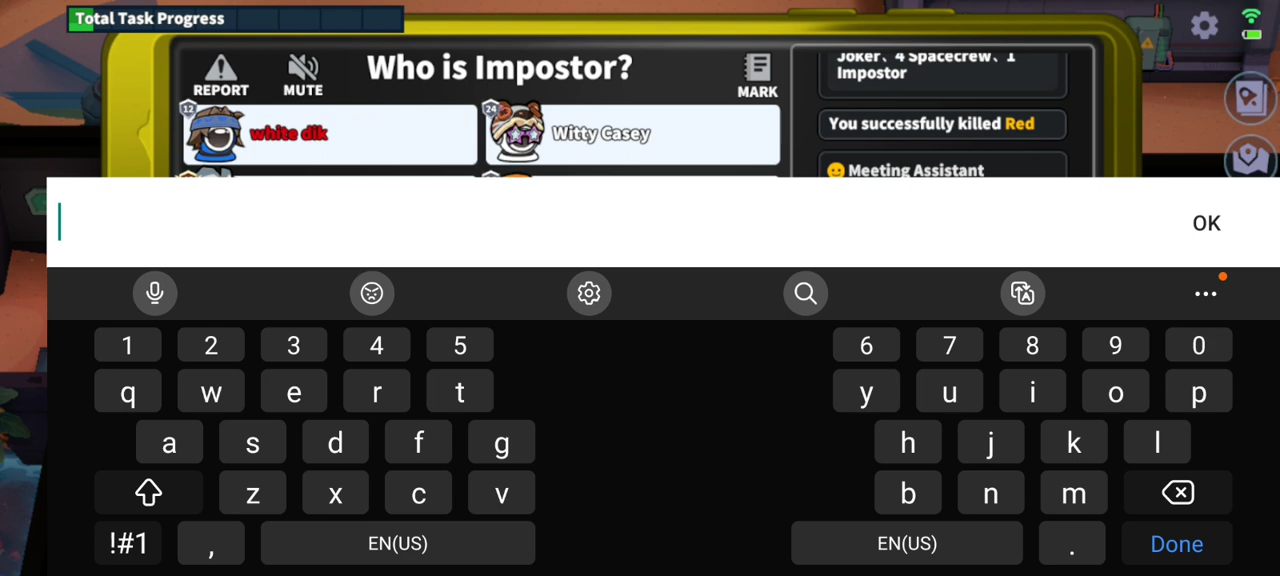 Total Task Progress
REPORT
MUTE
Who is Impostor?
MARK
12
white dik
24
Witty Casey
Joker、4 Spacecrew、1
Impostor
You successfully killed Red
Meeting Assistant
OK
1 2 3 4 5 6 7 8 9 0
q w e r t y u i o p
a s d f g h j k l
z x c v b n m
!#1 , EN(US) EN(US) . Done